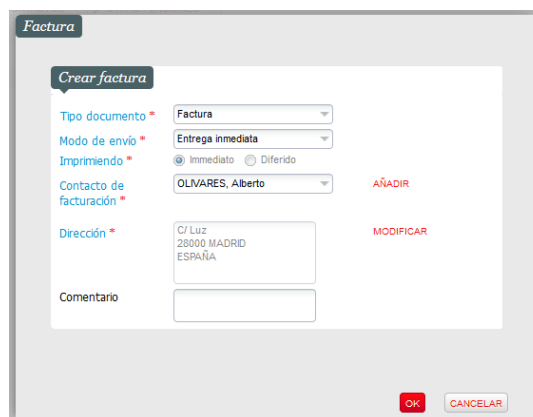 Factura
Crear factura
Tipo documento * Factura
Modo de envío * Entrega inmediata
Imprimiendo * Immediato Diferido
Contacto de facturación * OLIVARES, Alberto AÑADIR
Dirección * C/ Luz MODIFICAR
28000 MADRID
ESPAÑA
Comentario
OK CANCELAR